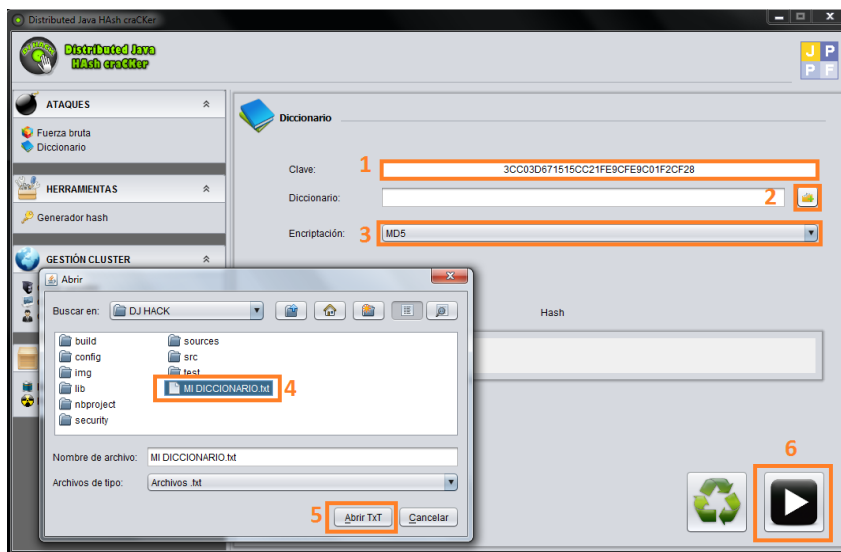 Distributed Java HAsh craCKer
Distributed Java
HAsh craCKer
J P
P F
ATAQUES
Fuerza bruta
Diccionario
HERRAMIENTAS
Generador hash
GESTIÓN CLUSTER
Diccionario
Clave: 1 3CC03D671515CC21FE9CFE9C01F2CF28
Diccionario: 2
Encriptación: 3 MD5
Hash
Abrir
Buscar en: DJ HACK
build
config
img
lib
nbproject
security
sources
src
test
MI DICCIONARIO.txt 4
Nombre de archivo: MI DICCIONARIO.txt
Archivos de tipo: Archivos .txt
5 Abrir TxT Cancelar
6